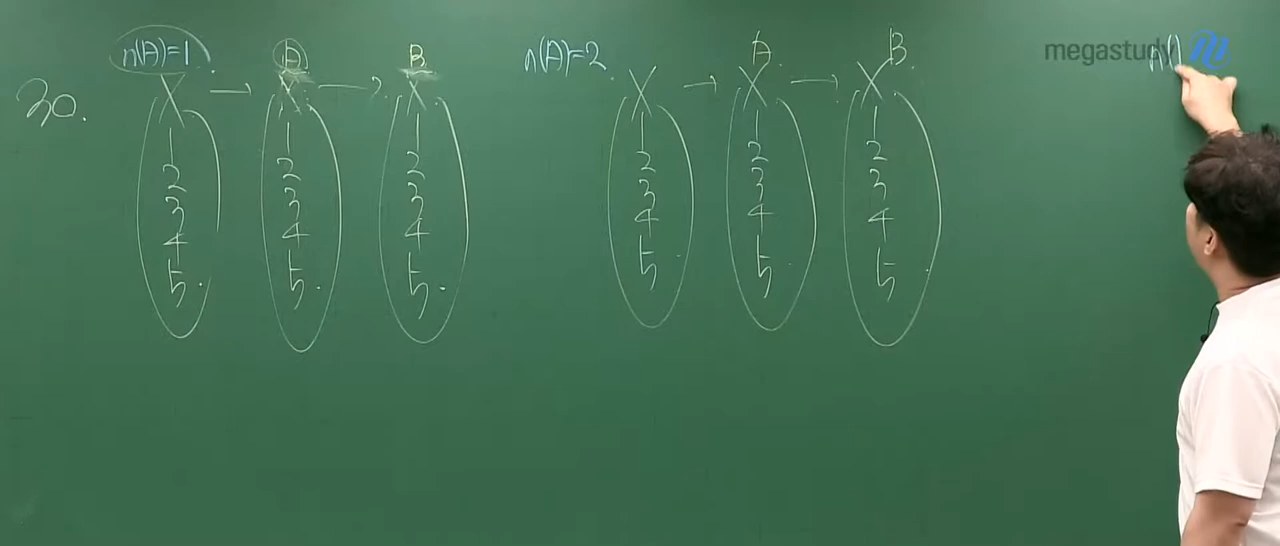 30.
n(A)=1.
A
B
X → X → X
1 1 1
2 2 2
3 3 3
4 4 4
5. 5. 5.
n(A)=2.
A
B
X → X → X
1 1 1
2 2 2
3 3 3
4 4 4
5 5 5
n(
megastudy